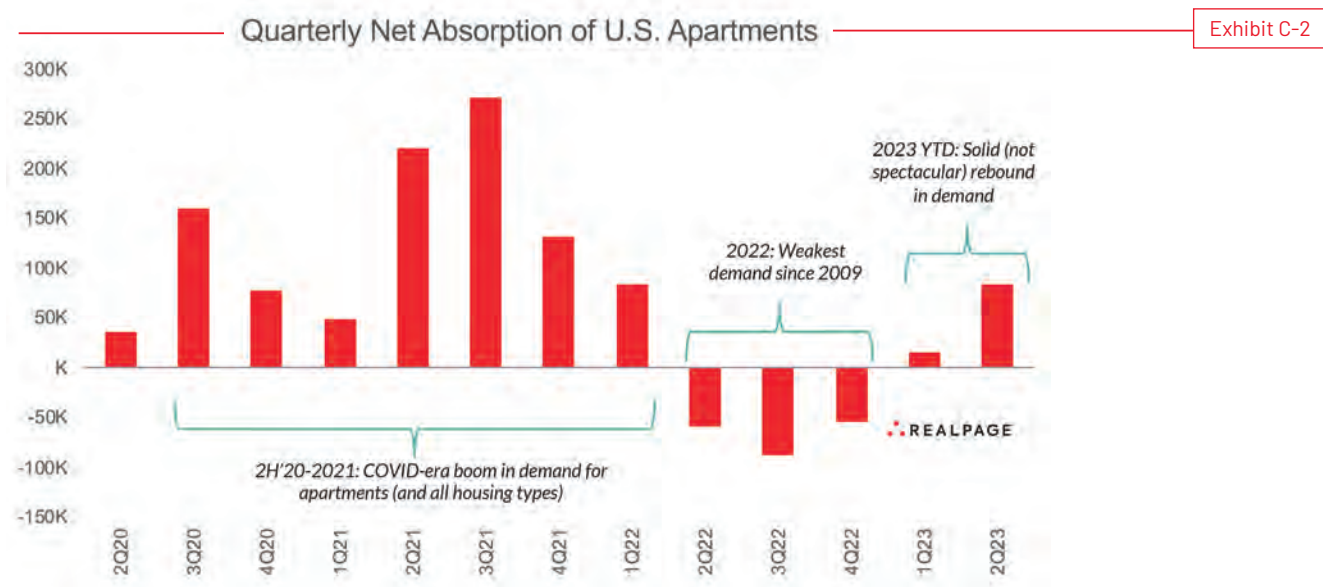 Quarterly Net Absorption of U.S. Apartments
Exhibit C-2
300K
250K
200K
150K
100K
50K
K
-50K
-100K
-150K
2023 YTD: Solid (not
spectacular) rebound
in demand
2022: Weakest
demand since 2009
REALPAGE
2H'20-2021: COVID-era boom in demand for
apartments (and all housing types)
2Q20
3Q20
4Q20
1Q21
2Q21
3Q21
4Q21
1Q22
2Q22
3Q22
4Q22
1Q23
2Q23